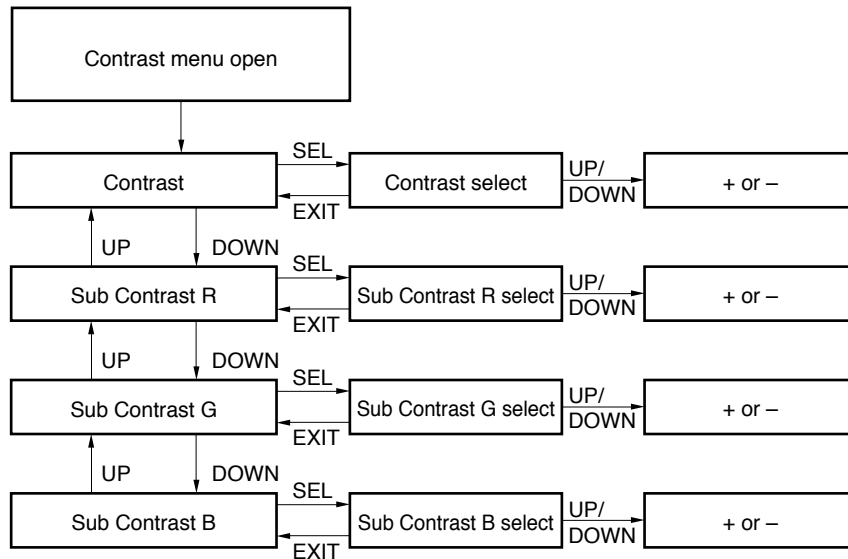 Contrast menu open
SEL
UP/
Contrast
Contrast select
+ or –
EXIT
DOWN
UP
DOWN
SEL
UP/
Sub Contrast R
Sub Contrast R select
+ or –
EXIT
DOWN
UP
DOWN
SEL
UP/
Sub Contrast G
Sub Contrast G select
+ or –
EXIT
DOWN
UP
DOWN
SEL
UP/
Sub Contrast B
Sub Contrast B select
+ or –
EXIT
DOWN